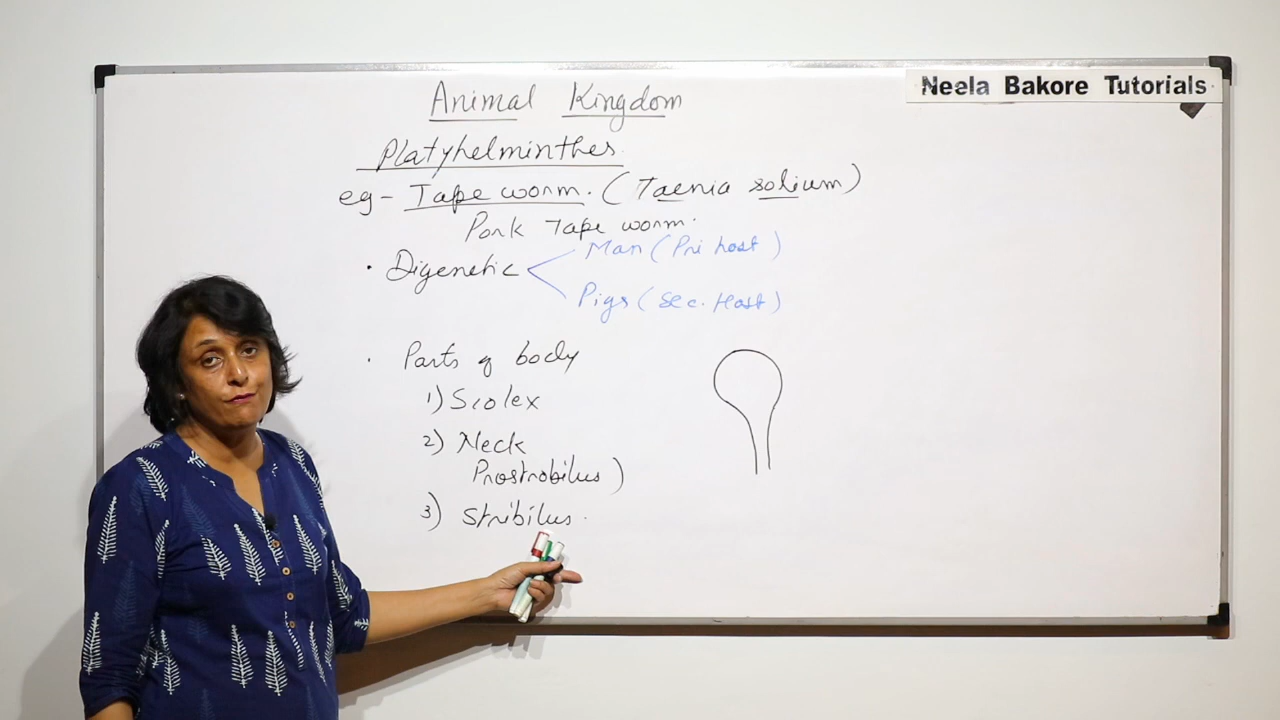 Neela Bakore Tutorials
Animal Kingdom
Platyhelminthes
eg- Tape worm. (Taenia solium)
Pork Tape worm.
• Digenetic
Man (Pri host)
Pigs (Sec. Host)
• Parts of body
1) Scolex
2) Neck
Prostrobilus)
3) Stribilus.